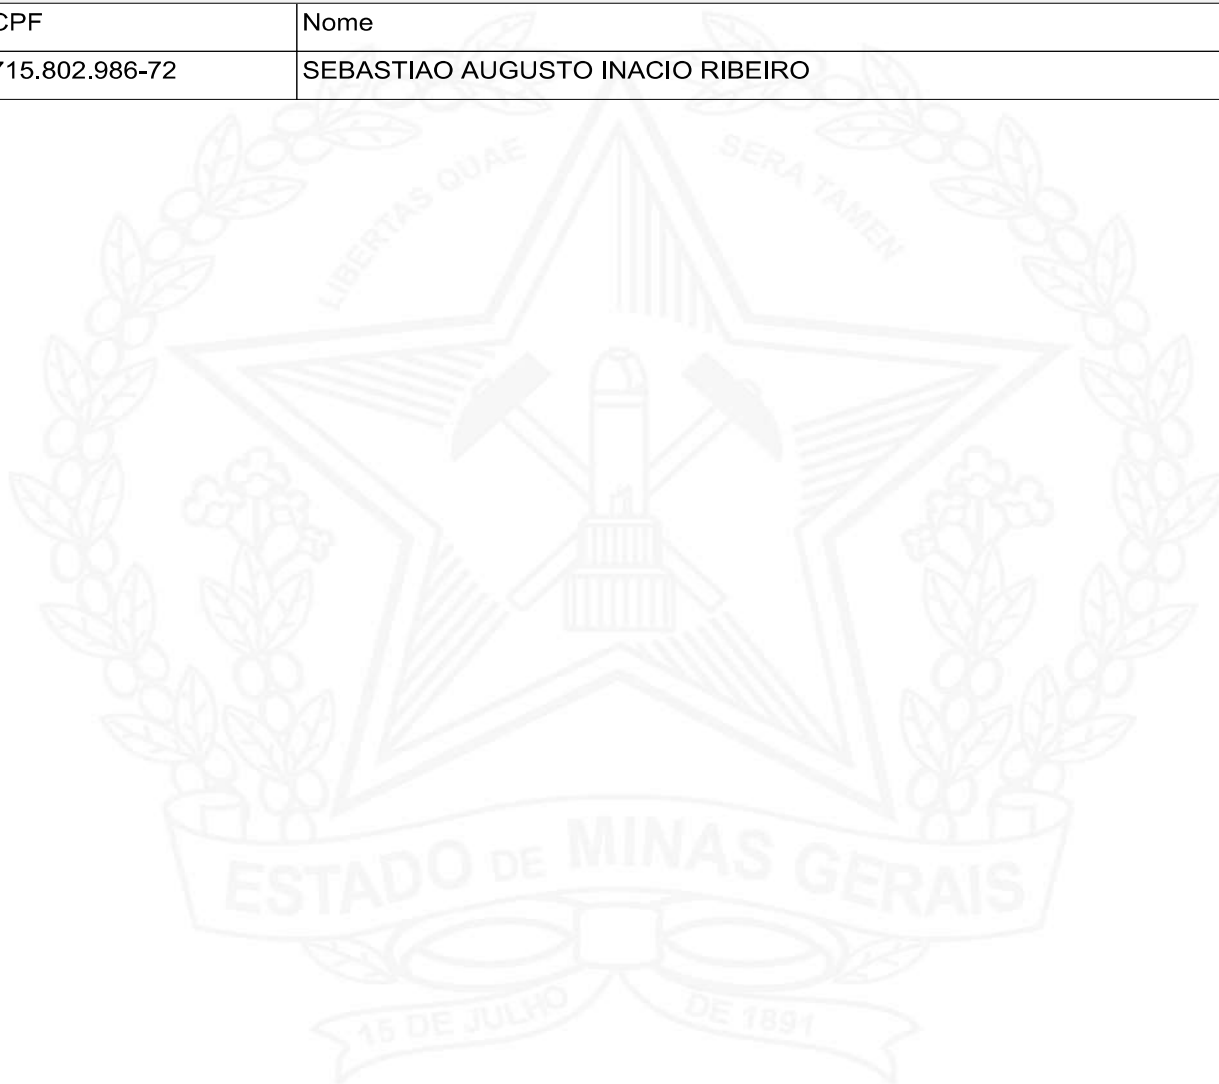 CPF Nome
715.802.986-72 SEBASTIAO AUGUSTO INACIO RIBEIRO
LIBERTAS QUAE SERA TAMEN
ESTADO DE MINAS GERAIS
15 DE JULHO DE 1891